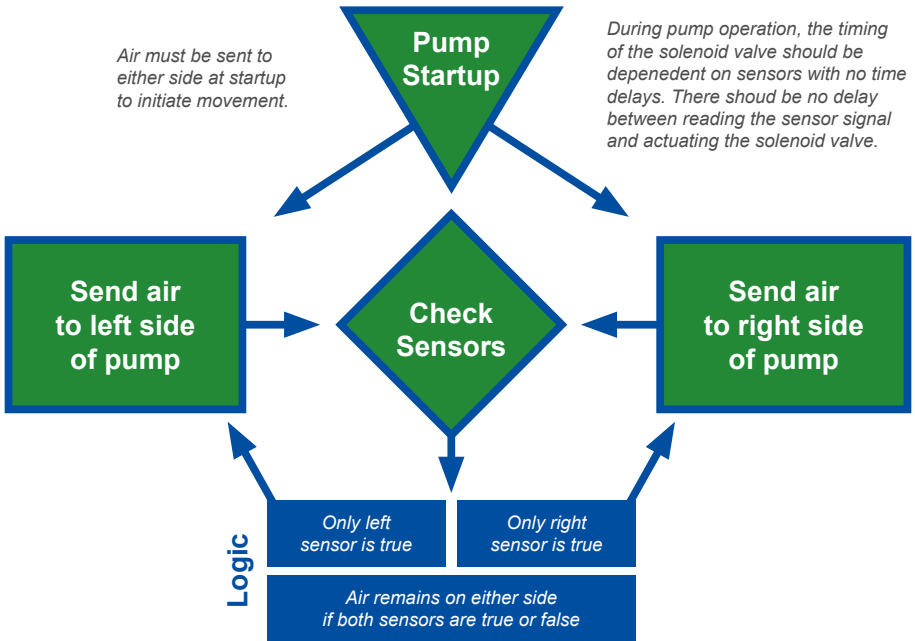 Air must be sent to
either side at startup
to initiate movement.
Pump
Startup
During pump operation, the timing
of the solenoid valve should be
depenedent on sensors with no time
delays. There shoud be no delay
between reading the sensor signal
and actuating the solenoid valve.
Send air
to left side
of pump
Check
Sensors
Send air
to right side
of pump
Logic
Only left
sensor is true
Only right
sensor is true
Air remains on either side
if both sensors are true or false